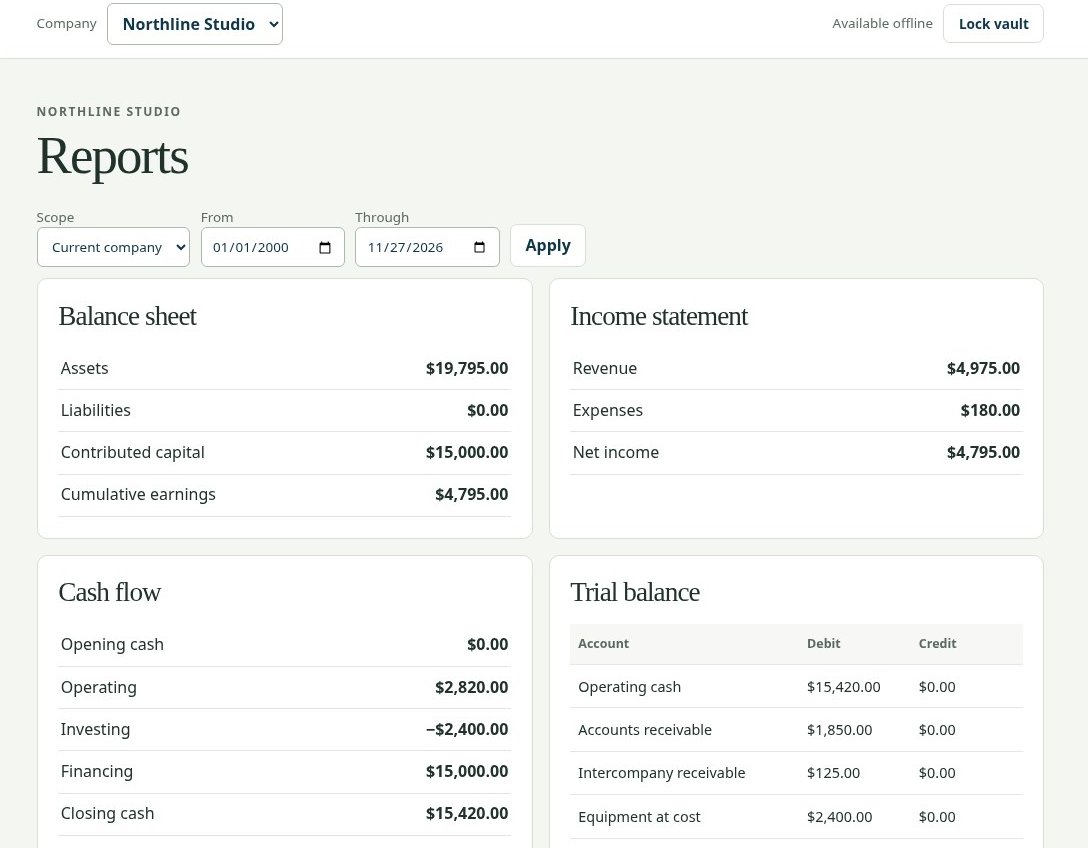 Company Northline Studio Available offline Lock vault
NORTHLINE STUDIO
Reports
Scope From Through
Current company 01/01/2000 11/27/2026 Apply
Balance sheet
Assets $19,795.00
Liabilities $0.00
Contributed capital $15,000.00
Cumulative earnings $4,795.00
Income statement
Revenue $4,975.00
Expenses $180.00
Net income $4,795.00
Cash flow
Opening cash $0.00
Operating $2,820.00
Investing −$2,400.00
Financing $15,000.00
Closing cash $15,420.00
Trial balance
Account Debit Credit
Operating cash $15,420.00 $0.00
Accounts receivable $1,850.00 $0.00
Intercompany receivable $125.00 $0.00
Equipment at cost $2,400.00 $0.00